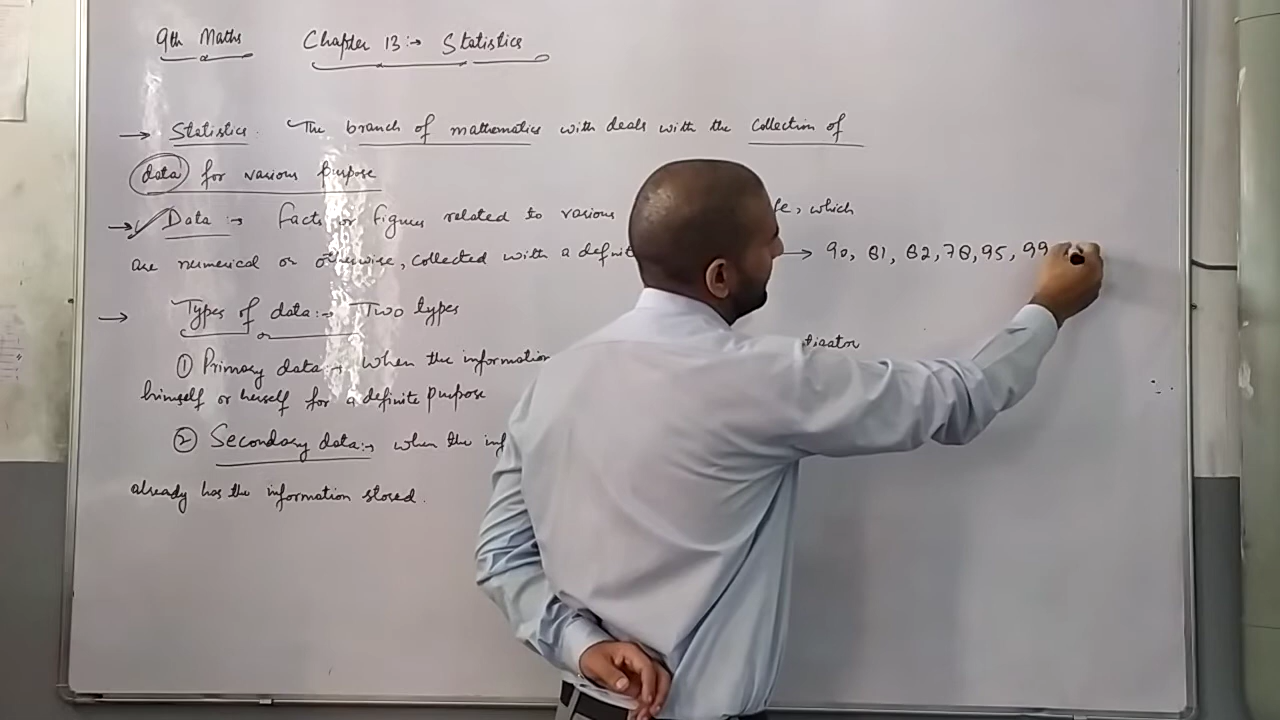 9th Maths Chapter 13:→ Statistics
→ Statistics. The branch of mathematics with deals with the collection of
data for various purpose
→ Data :→ facts or figures related to various which
are numerical or otherwise, collected with a → 90, 81, 82, 78, 95, 99
→ Types of data:→ Two types
① Primary data:→ when the information
himself or herself for a definite purpose
② Secondary data:→ when the
already has the information stored.